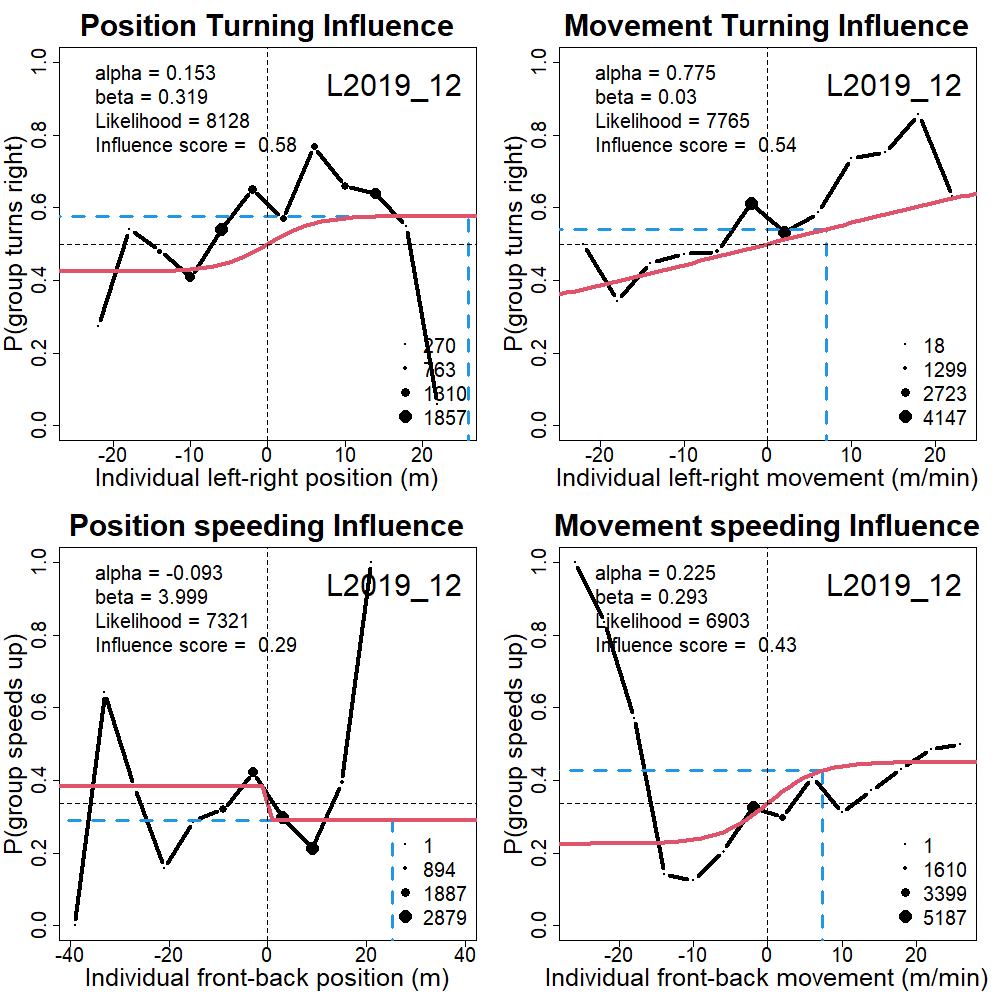 Position Turning Influence
alpha = 0.153
beta = 0.319
Likelihood = 8128
Influence score = 0.58
L2019_12
P(group turns right)
0.0 0.2 0.4 0.6 0.8 1.0
270
763
1310
1857
-20 -10 0 10 20
Individual left-right position (m)
Movement Turning Influence
alpha = 0.775
beta = 0.03
Likelihood = 7765
Influence score = 0.54
L2019_12
P(group turns right)
0.0 0.2 0.4 0.6 0.8 1.0
18
1299
2723
4147
-20 -10 0 10 20
Individual left-right movement (m/min)
Position speeding Influence
alpha = -0.093
beta = 3.999
Likelihood = 7321
Influence score = 0.29
L2019_12
P(group speeds up)
0.0 0.2 0.4 0.6 0.8 1.0
1
894
1887
2879
-40 -20 0 20 40
Individual front-back position (m)
Movement speeding Influence
alpha = 0.225
beta = 0.293
Likelihood = 6903
Influence score = 0.43
L2019_12
P(group speeds up)
0.0 0.2 0.4 0.6 0.8 1.0
1
1610
3399
5187
-20 -10 0 10 20
Individual front-back movement (m/min)